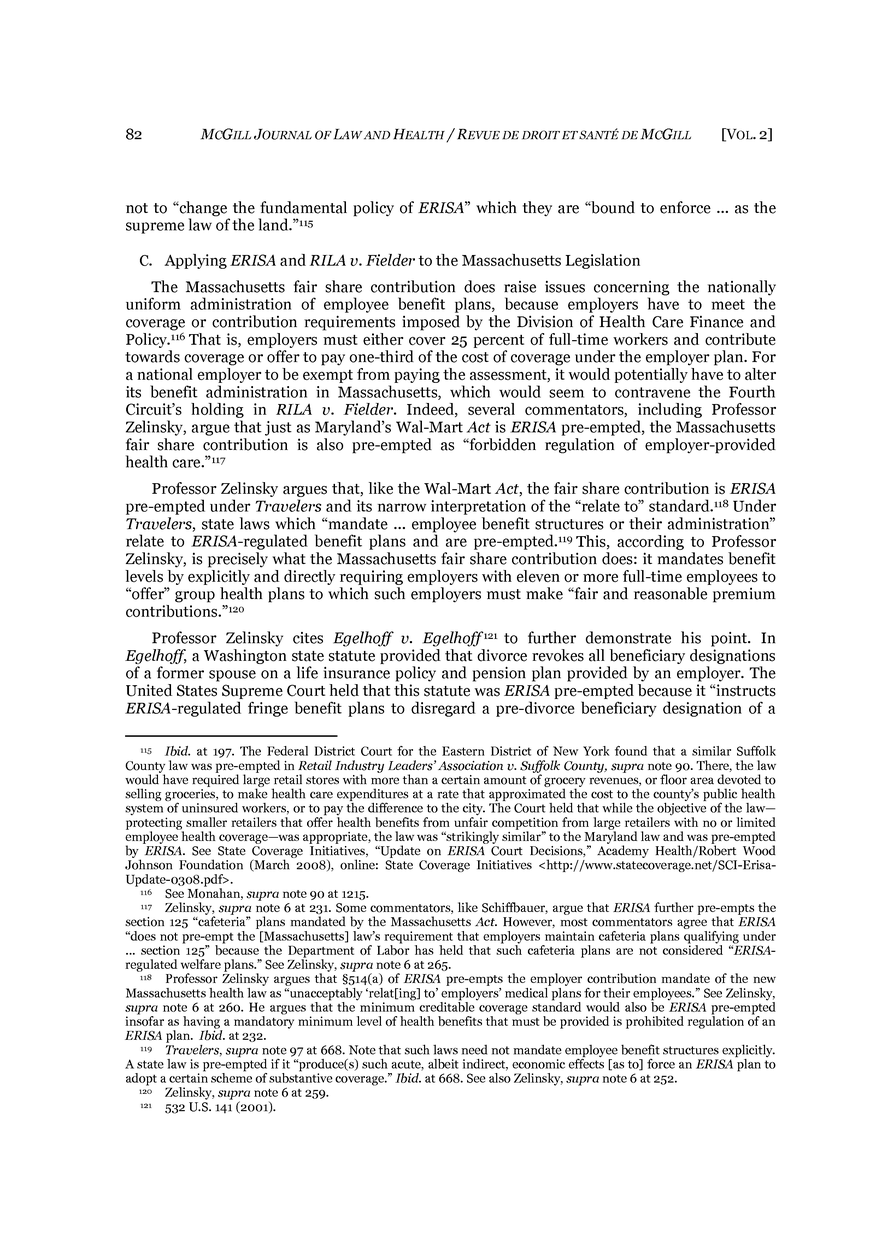 82 MCGILL JOURNAL OF LAW AND HEALTH / REVUE DE DROIT ET SANTÉ DE MCGILL [VOL. 2]
not to “change the fundamental policy of ERISA” which they are “bound to enforce ... as the
supreme law of the land.”115
C. Applying ERISA and RILA v. Fielder to the Massachusetts Legislation
The Massachusetts fair share contribution does raise issues concerning the nationally
uniform administration of employee benefit plans, because employers have to meet the
coverage or contribution requirements imposed by the Division of Health Care Finance and
Policy.116 That is, employers must either cover 25 percent of full-time workers and contribute
towards coverage or offer to pay one-third of the cost of coverage under the employer plan. For
a national employer to be exempt from paying the assessment, it would potentially have to alter
its benefit administration in Massachusetts, which would seem to contravene the Fourth
Circuit’s holding in RILA v. Fielder. Indeed, several commentators, including Professor
Zelinsky, argue that just as Maryland’s Wal-Mart Act is ERISA pre-empted, the Massachusetts
fair share contribution is also pre-empted as “forbidden regulation of employer-provided
health care.”117
Professor Zelinsky argues that, like the Wal-Mart Act, the fair share contribution is ERISA
pre-empted under Travelers and its narrow interpretation of the “relate to” standard.118 Under
Travelers, state laws which “mandate ... employee benefit structures or their administration”
relate to ERISA-regulated benefit plans and are pre-empted.119 This, according to Professor
Zelinsky, is precisely what the Massachusetts fair share contribution does: it mandates benefit
levels by explicitly and directly requiring employers with eleven or more full-time employees to
“offer” group health plans to which such employers must make “fair and reasonable premium
contributions.”120
Professor Zelinsky cites Egelhoff v. Egelhoff121 to further demonstrate his point. In
Egelhoff, a Washington state statute provided that divorce revokes all beneficiary designations
of a former spouse on a life insurance policy and pension plan provided by an employer. The
United States Supreme Court held that this statute was ERISA pre-empted because it “instructs
ERISA-regulated fringe benefit plans to disregard a pre-divorce beneficiary designation of a
115 Ibid. at 197. The Federal District Court for the Eastern District of New York found that a similar Suffolk
County law was pre-empted in Retail Industry Leaders’ Association v. Suffolk County, supra note 90. There, the law
would have required large retail stores with more than a certain amount of grocery revenues, or floor area devoted to
selling groceries, to make health care expenditures at a rate that approximated the cost to the county’s public health
system of uninsured workers, or to pay the difference to the city. The Court held that while the objective of the law—
protecting smaller retailers that offer health benefits from unfair competition from large retailers with no or limited
employee health coverage—was appropriate, the law was “strikingly similar” to the Maryland law and was pre-empted
by ERISA. See State Coverage Initiatives, “Update on ERISA Court Decisions,” Academy Health/Robert Wood
Johnson Foundation (March 2008), online: State Coverage Initiatives <http://www.statecoverage.net/SCI-Erisa-
Update-0308.pdf>.
116 See Monahan, supra note 90 at 1215.
117 Zelinsky, supra note 6 at 231. Some commentators, like Schiffbauer, argue that ERISA further pre-empts the
section 125 “cafeteria” plans mandated by the Massachusetts Act. However, most commentators agree that ERISA
“does not pre-empt the [Massachusetts] law’s requirement that employers maintain cafeteria plans qualifying under
... section 125” because the Department of Labor has held that such cafeteria plans are not considered “ERISA-
regulated welfare plans.” See Zelinsky, supra note 6 at 265.
118 Professor Zelinsky argues that §514(a) of ERISA pre-empts the employer contribution mandate of the new
Massachusetts health law as “unacceptably ‘relat[ing] to’ employers’ medical plans for their employees.” See Zelinsky,
supra note 6 at 260. He argues that the minimum creditable coverage standard would also be ERISA pre-empted
insofar as having a mandatory minimum level of health benefits that must be provided is prohibited regulation of an
ERISA plan. Ibid. at 232.
119 Travelers, supra note 97 at 668. Note that such laws need not mandate employee benefit structures explicitly.
A state law is pre-empted if it “produce(s) such acute, albeit indirect, economic effects [as to] force an ERISA plan to
adopt a certain scheme of substantive coverage.” Ibid. at 668. See also Zelinsky, supra note 6 at 252.
120 Zelinsky, supra note 6 at 259.
121 532 U.S. 141 (2001).